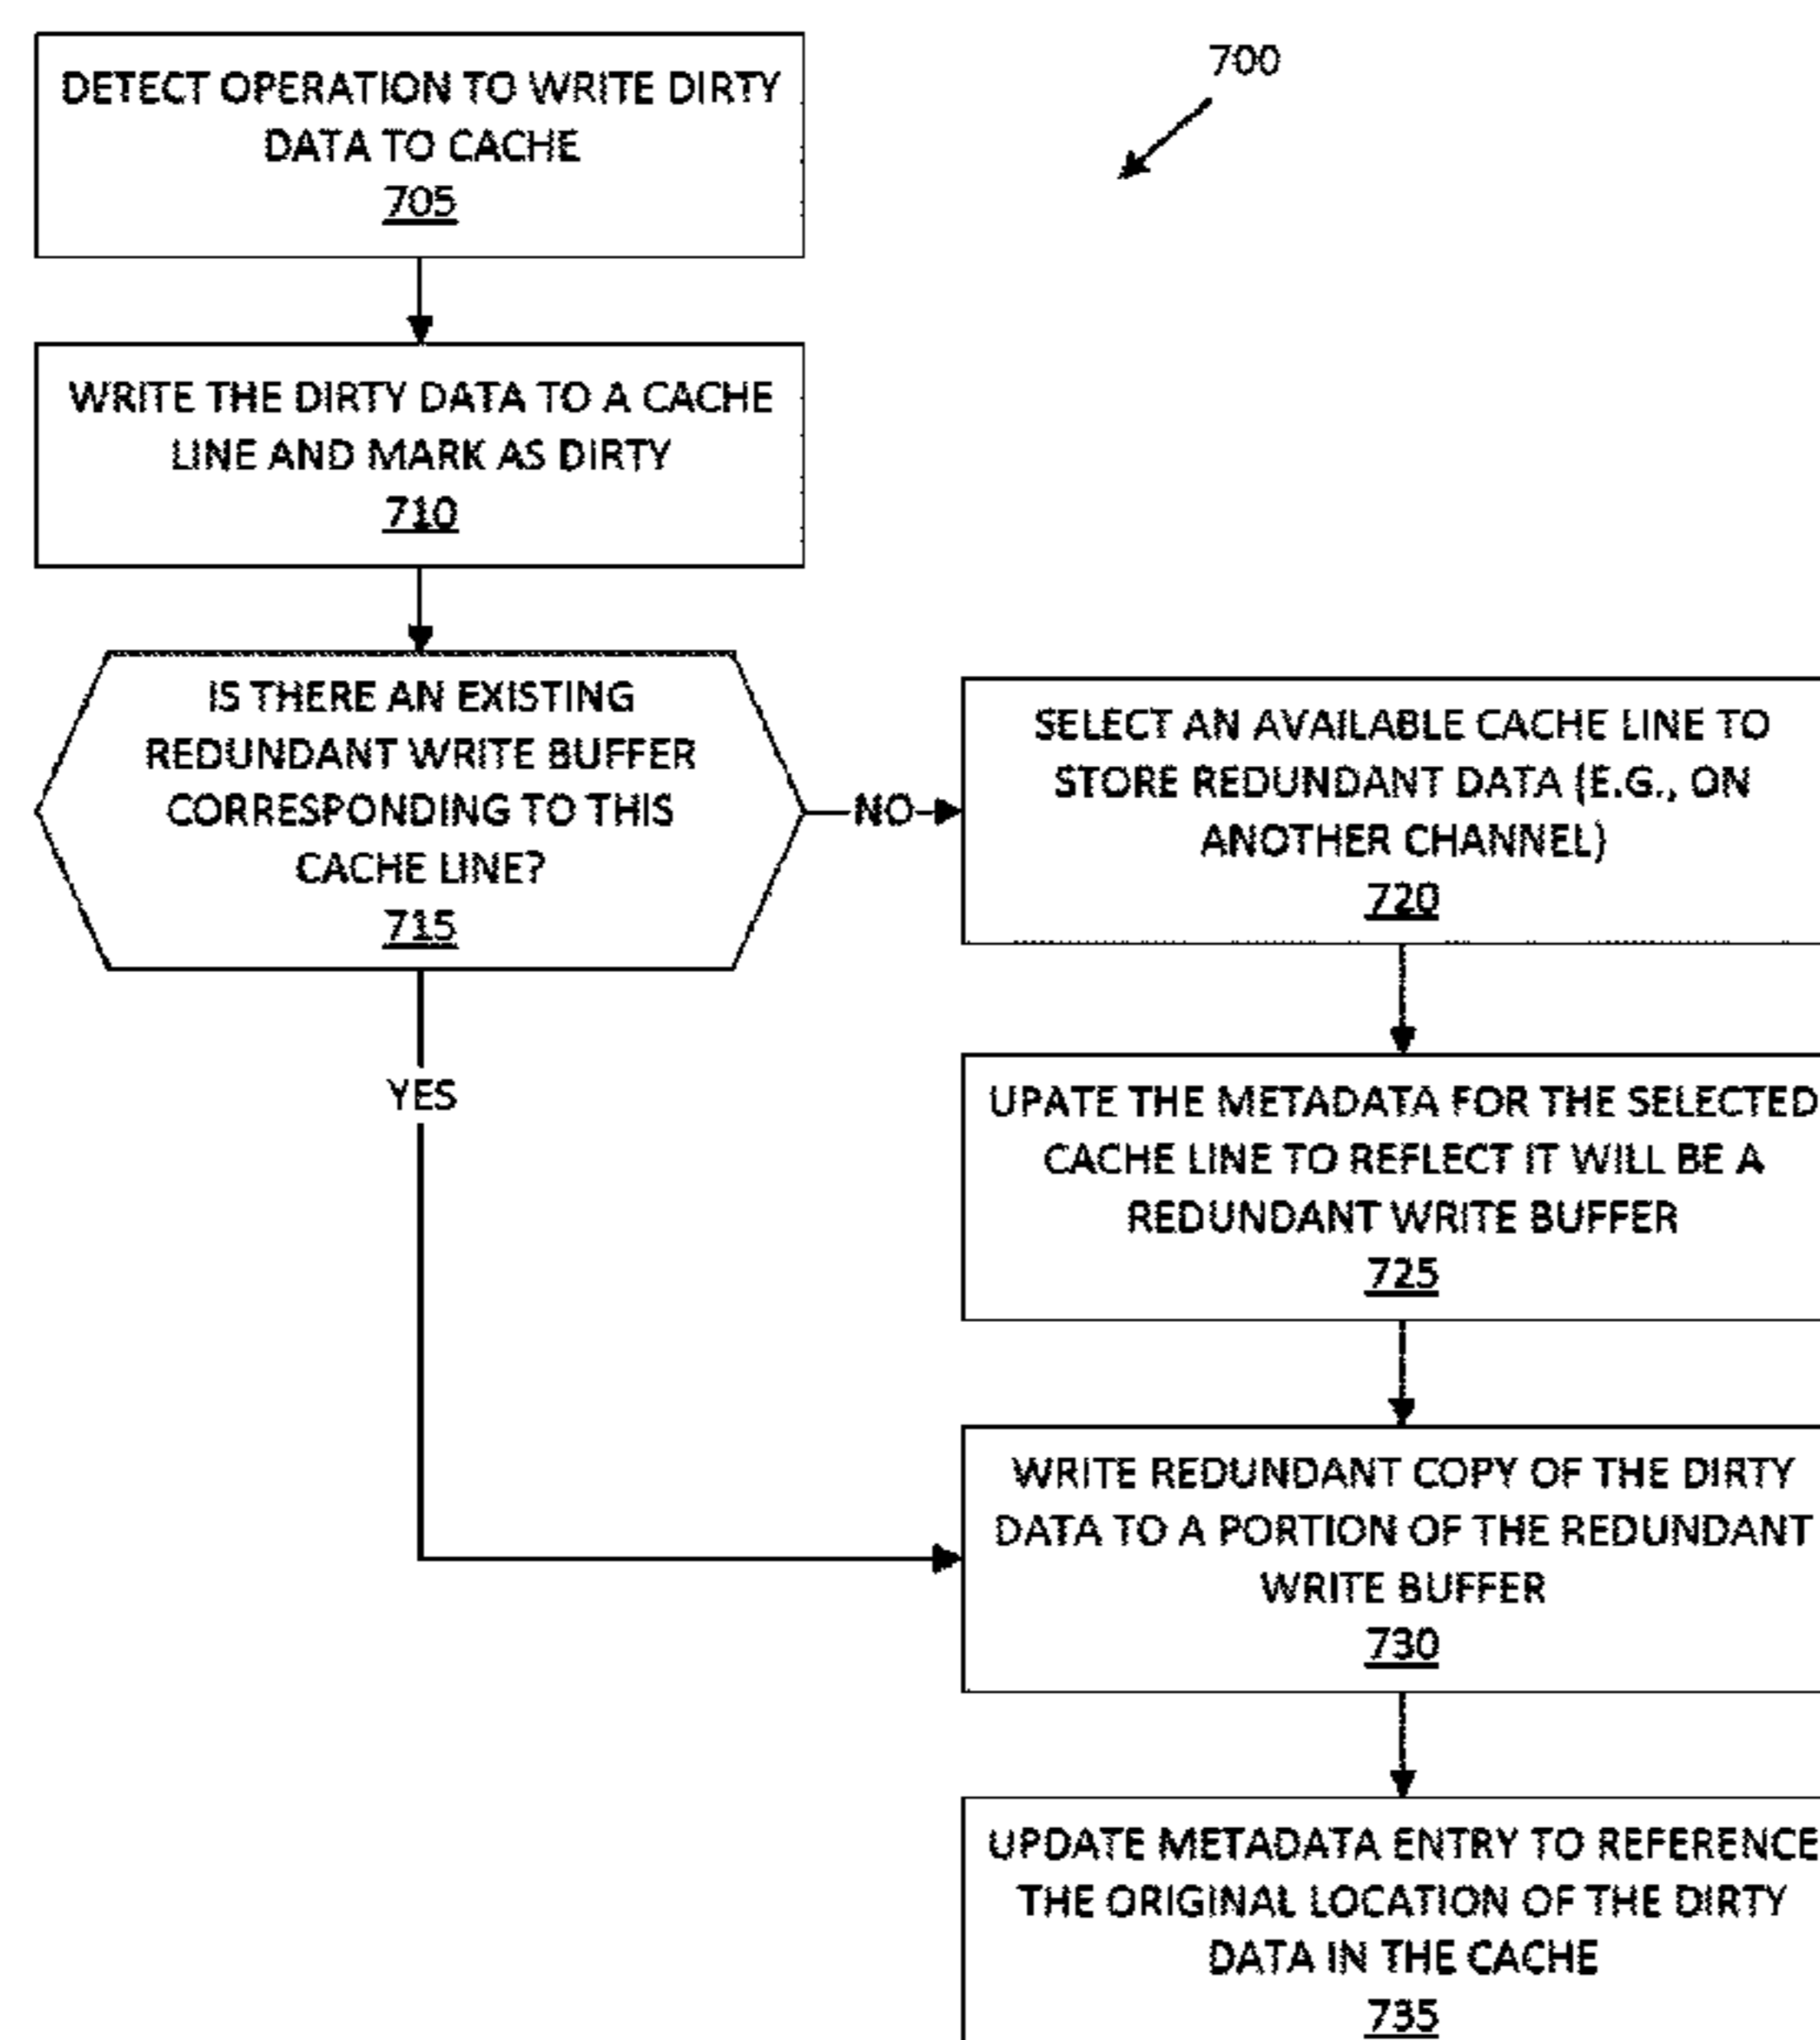 700
DETECT OPERATION TO WRITE DIRTY
DATA TO CACHE
705
WRITE THE DIRTY DATA TO A CACHE
LINE AND MARK AS DIRTY
710
IS THERE AN EXISTING
REDUNDANT WRITE BUFFER
CORRESPONDING TO THIS
CACHE LINE?
715
NO
SELECT AN AVAILABLE CACHE LINE TO
STORE REDUNDANT DATA (E.G., ON
ANOTHER CHANNEL)
720
YES
UPATE THE METADATA FOR THE SELECTED
CACHE LINE TO REFLECT IT WILL BE A
REDUNDANT WRITE BUFFER
725
WRITE REDUNDANT COPY OF THE DIRTY
DATA TO A PORTION OF THE REDUNDANT
WRITE BUFFER
730
UPDATE METADATA ENTRY TO REFERENCE
THE ORIGINAL LOCATION OF THE DIRTY
DATA IN THE CACHE
735